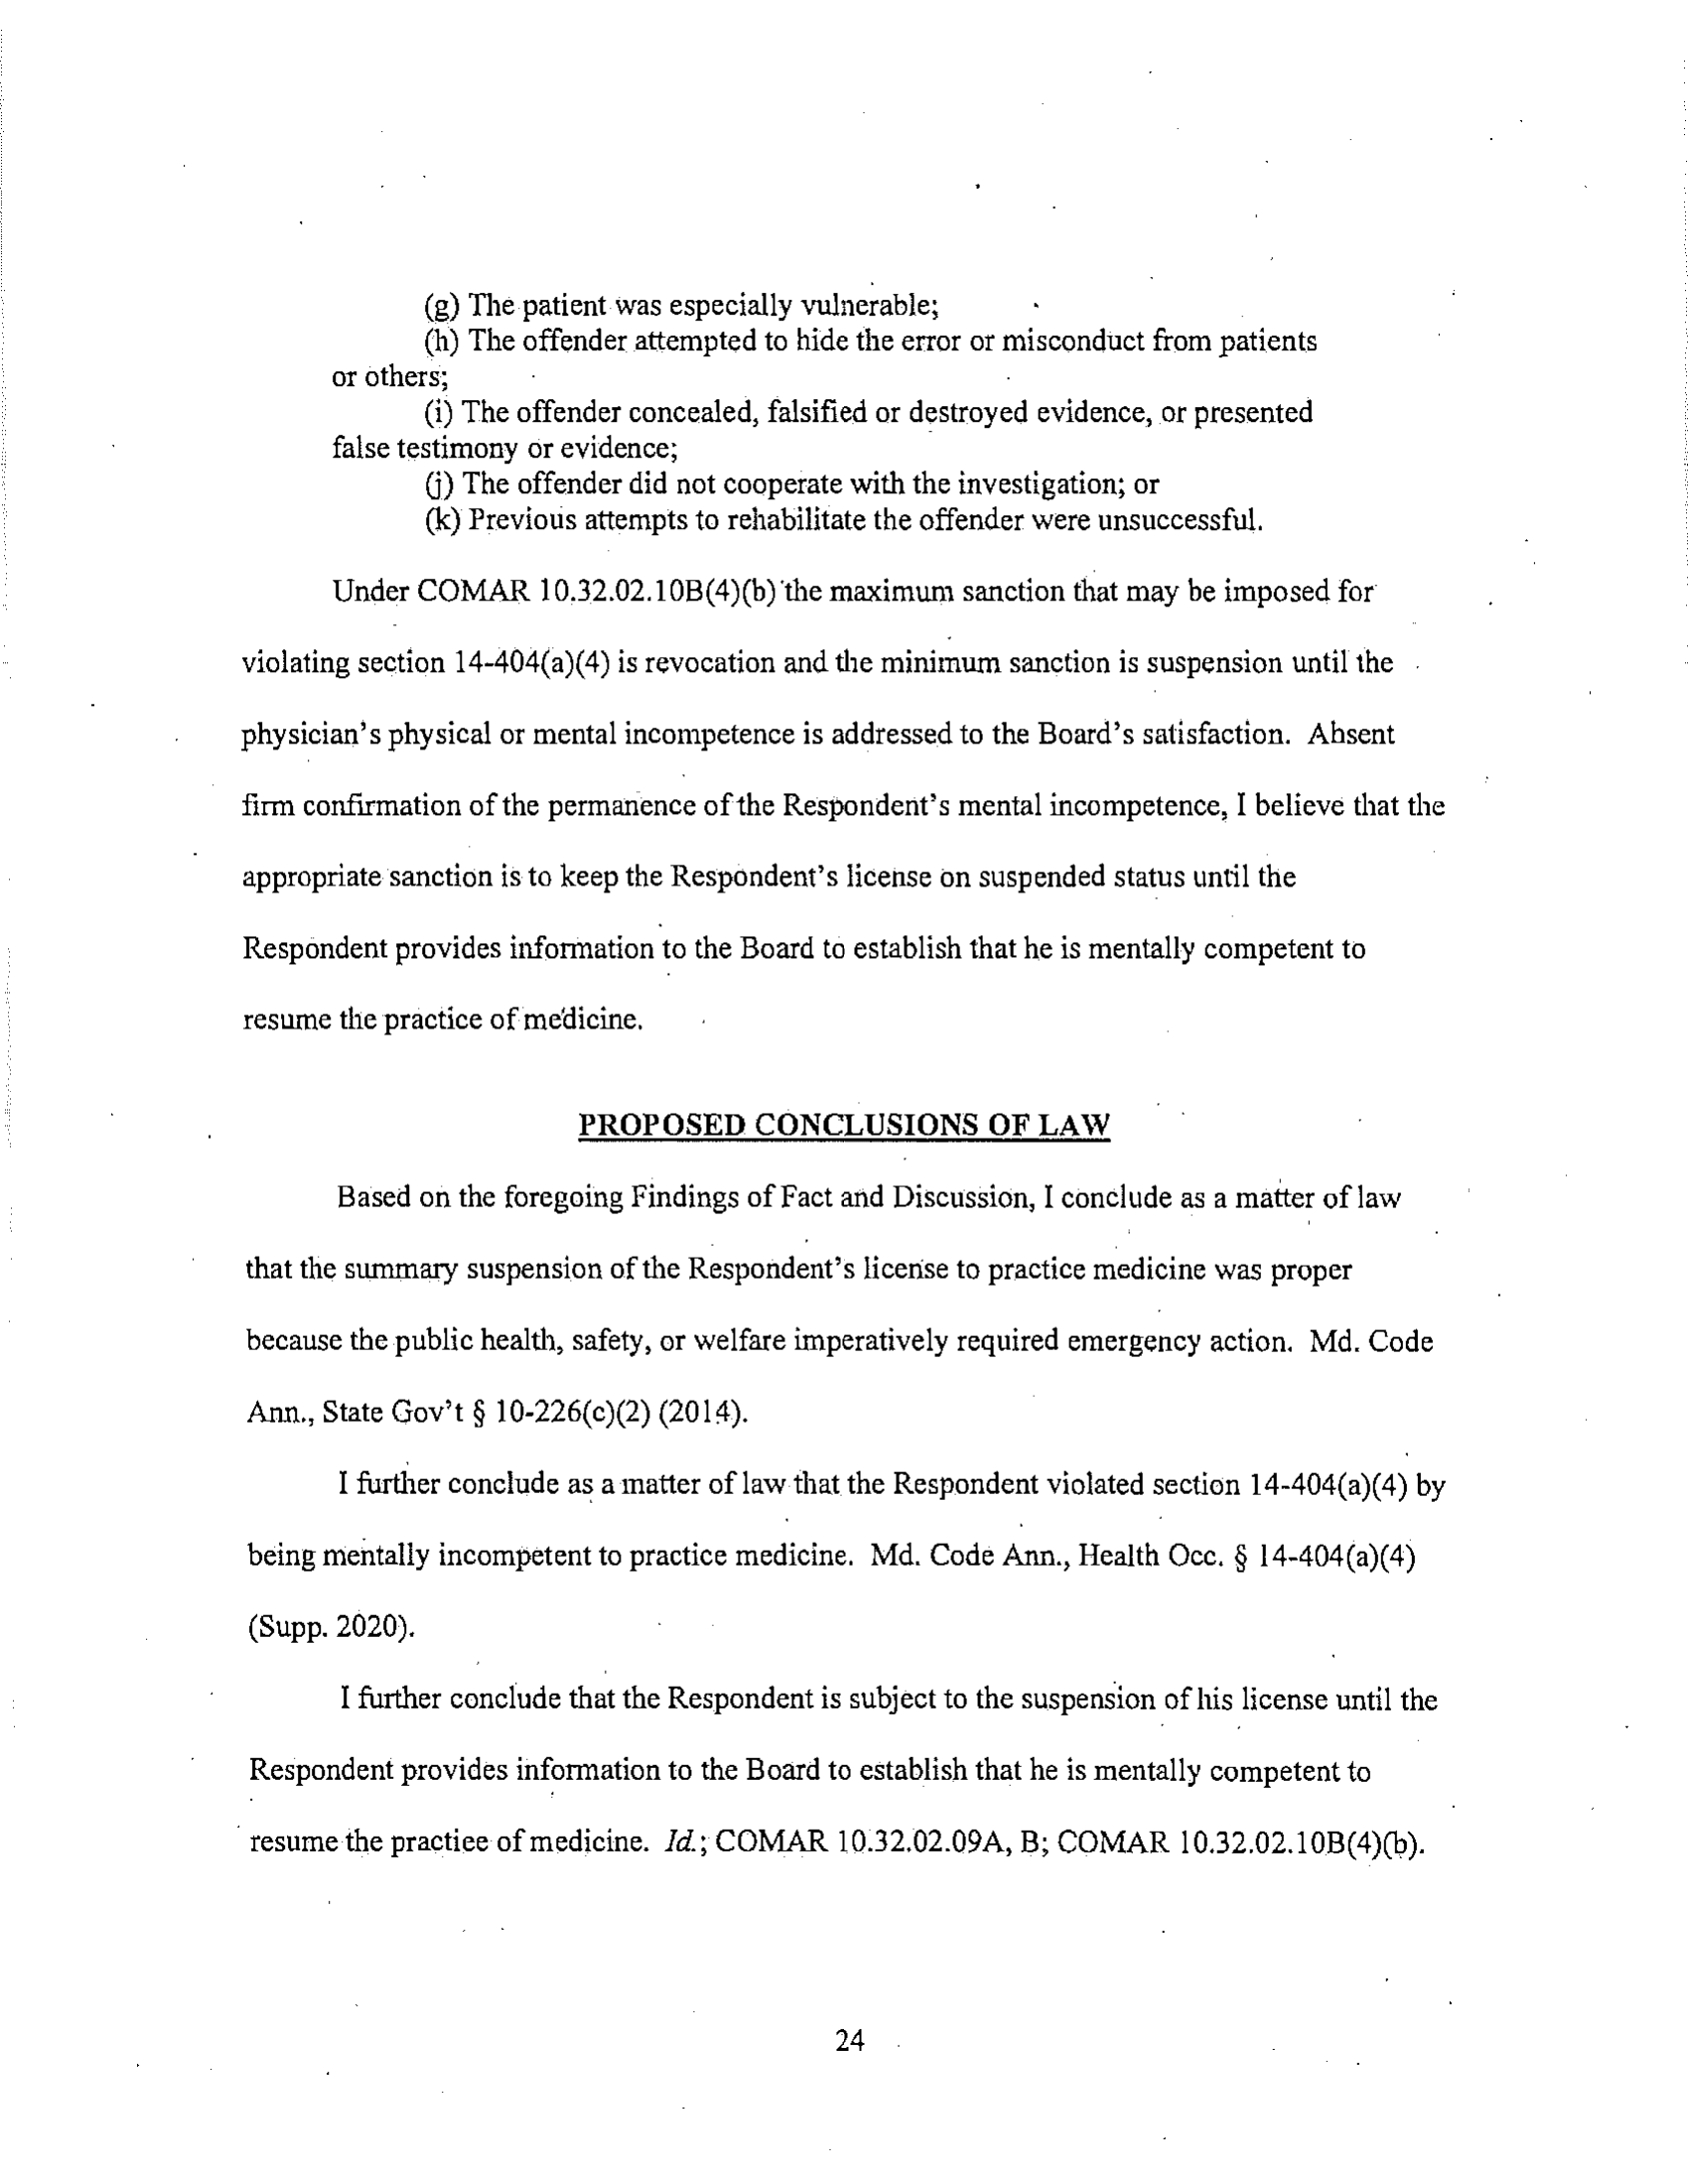 (g) The patient was especially vulnerable;
(h) The offender attempted to hide the error or misconduct from patients
or others;
(i) The offender concealed, falsified or destroyed evidence, or presented
false testimony or evidence;
(j) The offender did not cooperate with the investigation; or
(k) Previous attempts to rehabilitate the offender were unsuccessful.
Under COMAR 10.32.02.10B(4)(b) the maximum sanction that may be imposed for
violating section 14-404(a)(4) is revocation and the minimum sanction is suspension until the
physician's physical or mental incompetence is addressed to the Board's satisfaction. Absent
firm confirmation of the permanence of the Respondent's mental incompetence, I believe that the
appropriate sanction is to keep the Respondent's license on suspended status until the
Respondent provides information to the Board to establish that he is mentally competent to
resume the practice of medicine.
PROPOSED CONCLUSIONS OF LAW
Based on the foregoing Findings of Fact and Discussion, I conclude as a matter of law
that the summary suspension of the Respondent's license to practice medicine was proper
because the public health, safety, or welfare imperatively required emergency action. Md. Code
Ann., State Gov't § 10-226(c)(2) (2014).
I further conclude as a matter of law that the Respondent violated section 14-404(a)(4) by
being mentally incompetent to practice medicine. Md. Code Ann., Health Occ. § 14-404(a)(4)
(Supp. 2020).
I further conclude that the Respondent is subject to the suspension of his license until the
Respondent provides information to the Board to establish that he is mentally competent to
resume the practice of medicine. Id.; COMAR 10.32.02.09A, B; COMAR 10.32.02.10B(4)(b).
24